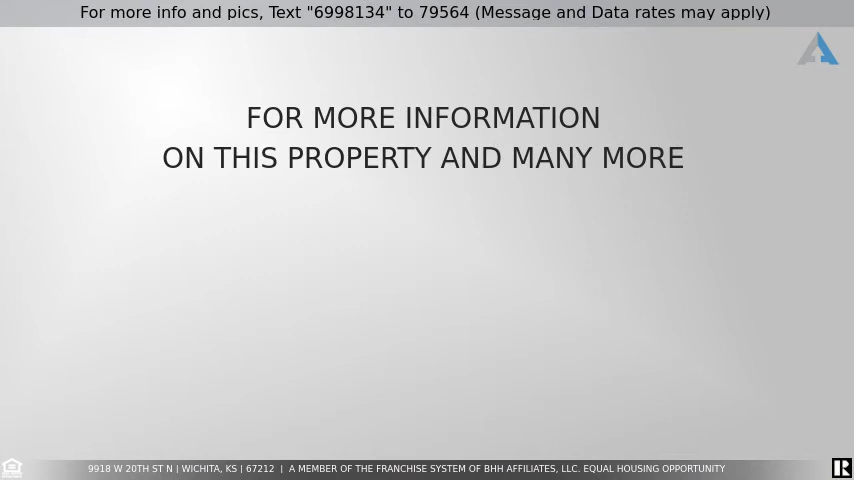 For more info and pics, Text "6998134" to 79564 (Message and Data rates may apply)
FOR MORE INFORMATION
ON THIS PROPERTY AND MANY MORE
9918 W 20TH ST N | WICHITA, KS | 67212 | A MEMBER OF THE FRANCHISE SYSTEM OF BHH AFFILIATES, LLC. EQUAL HOUSING OPPORTUNITY